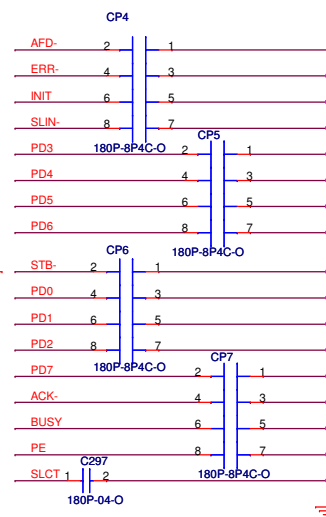 CP4
AFD- 2 1
ERR- 4 3
INIT 6 5
SLIN- 8 7
180P-8P4C-O
CP5
PD3 2 1
PD4 4 3
PD5 6 5
PD6 8 7
180P-8P4C-O
CP6
STB- 2 1
PD0 4 3
PD1 6 5
PD2 8 7
180P-8P4C-O
CP7
PD7 2 1
ACK- 4 3
BUSY 6 5
PE 8 7
180P-8P4C-O
C297
SLCT 1 2
180P-04-O